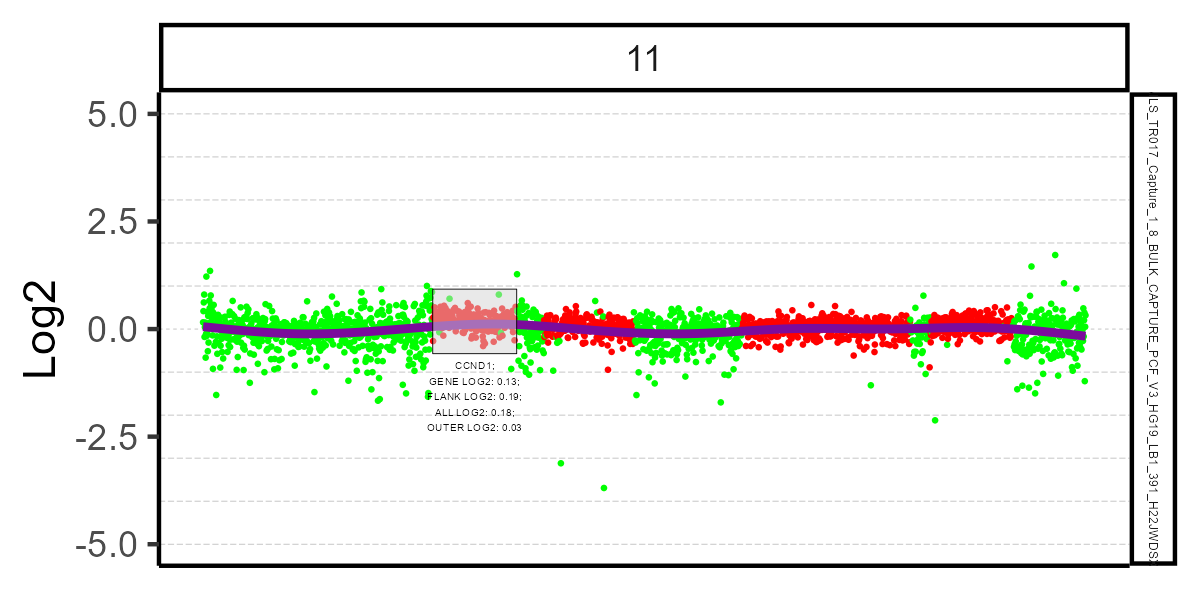 11
5.0
2.5
0.0
-2.5
-5.0
Log2
CCND1;
GENE LOG2: 0.13;
FLANK LOG2: 0.19;
ALL LOG2: 0.18;
OUTER LOG2: 0.03
LS_TR017_Capture_1_8_BULK_CAPTURE_PCF_V3_HG19_LB1_391_H22JWDS